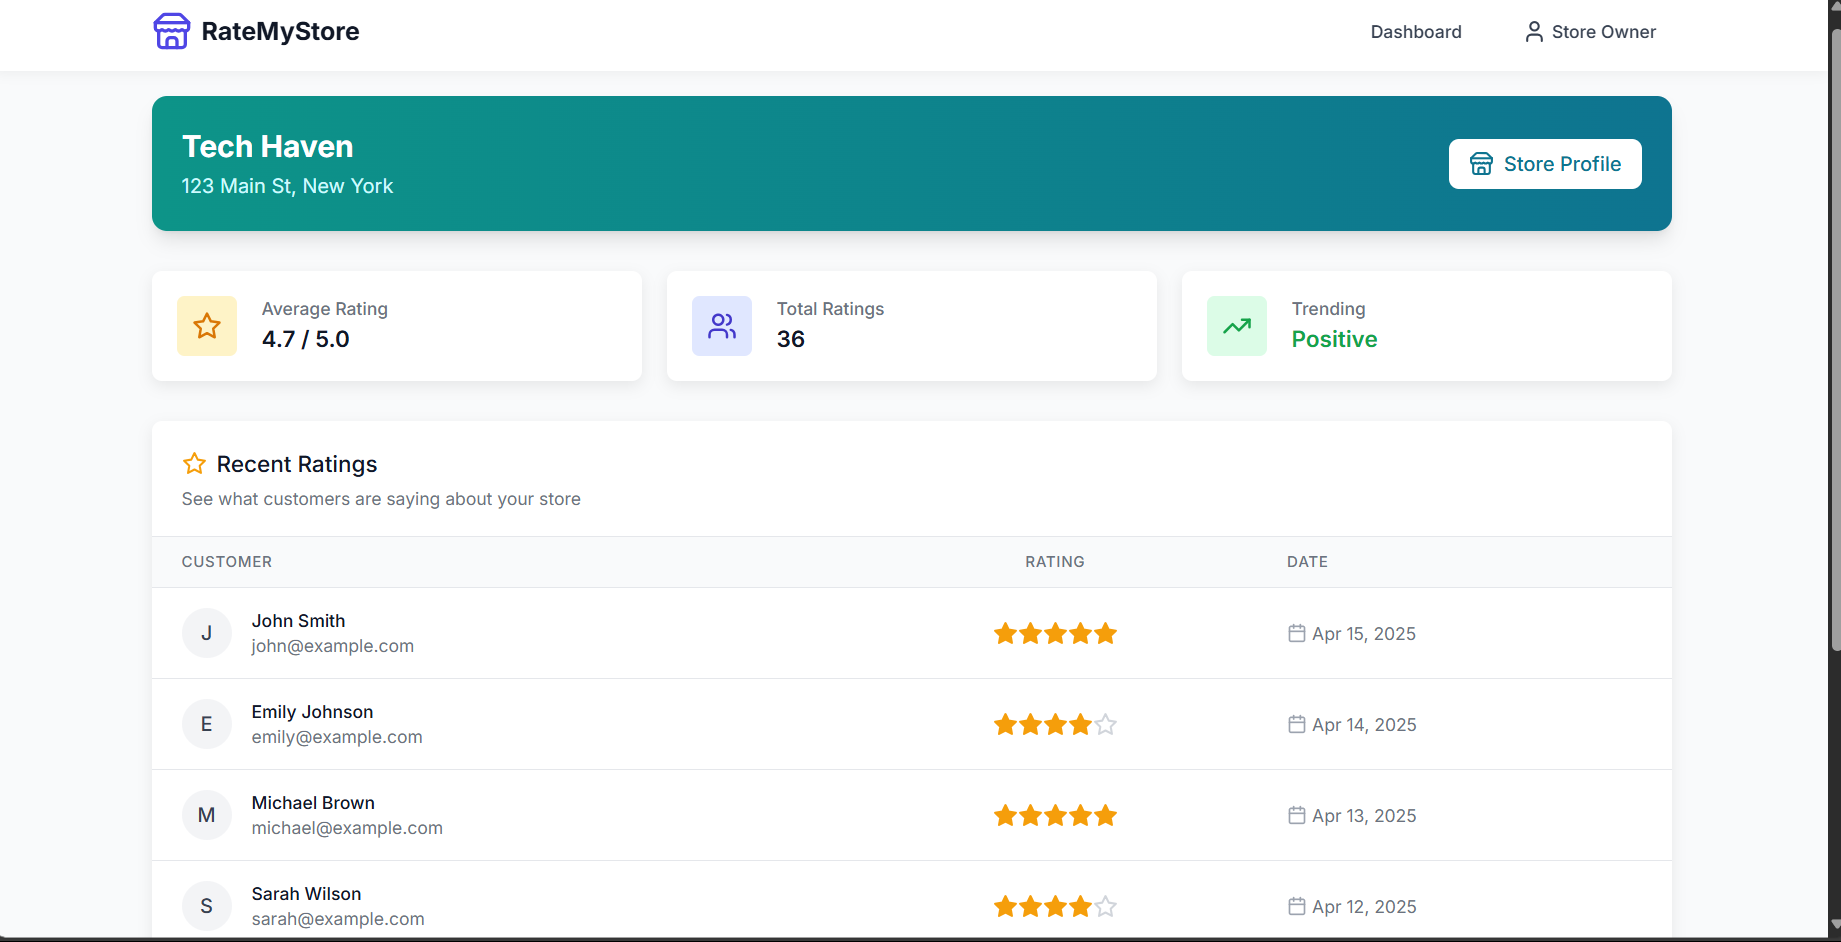 RateMyStore
Dashboard
Store Owner
Tech Haven
123 Main St, New York
Store Profile
Average Rating
4.7 / 5.0
Total Ratings
36
Trending
Positive
Recent Ratings
See what customers are saying about your store
CUSTOMER RATING DATE
J
John Smith
john@example.com
Apr 15, 2025
E
Emily Johnson
emily@example.com
Apr 14, 2025
M
Michael Brown
michael@example.com
Apr 13, 2025
S
Sarah Wilson
sarah@example.com
Apr 12, 2025